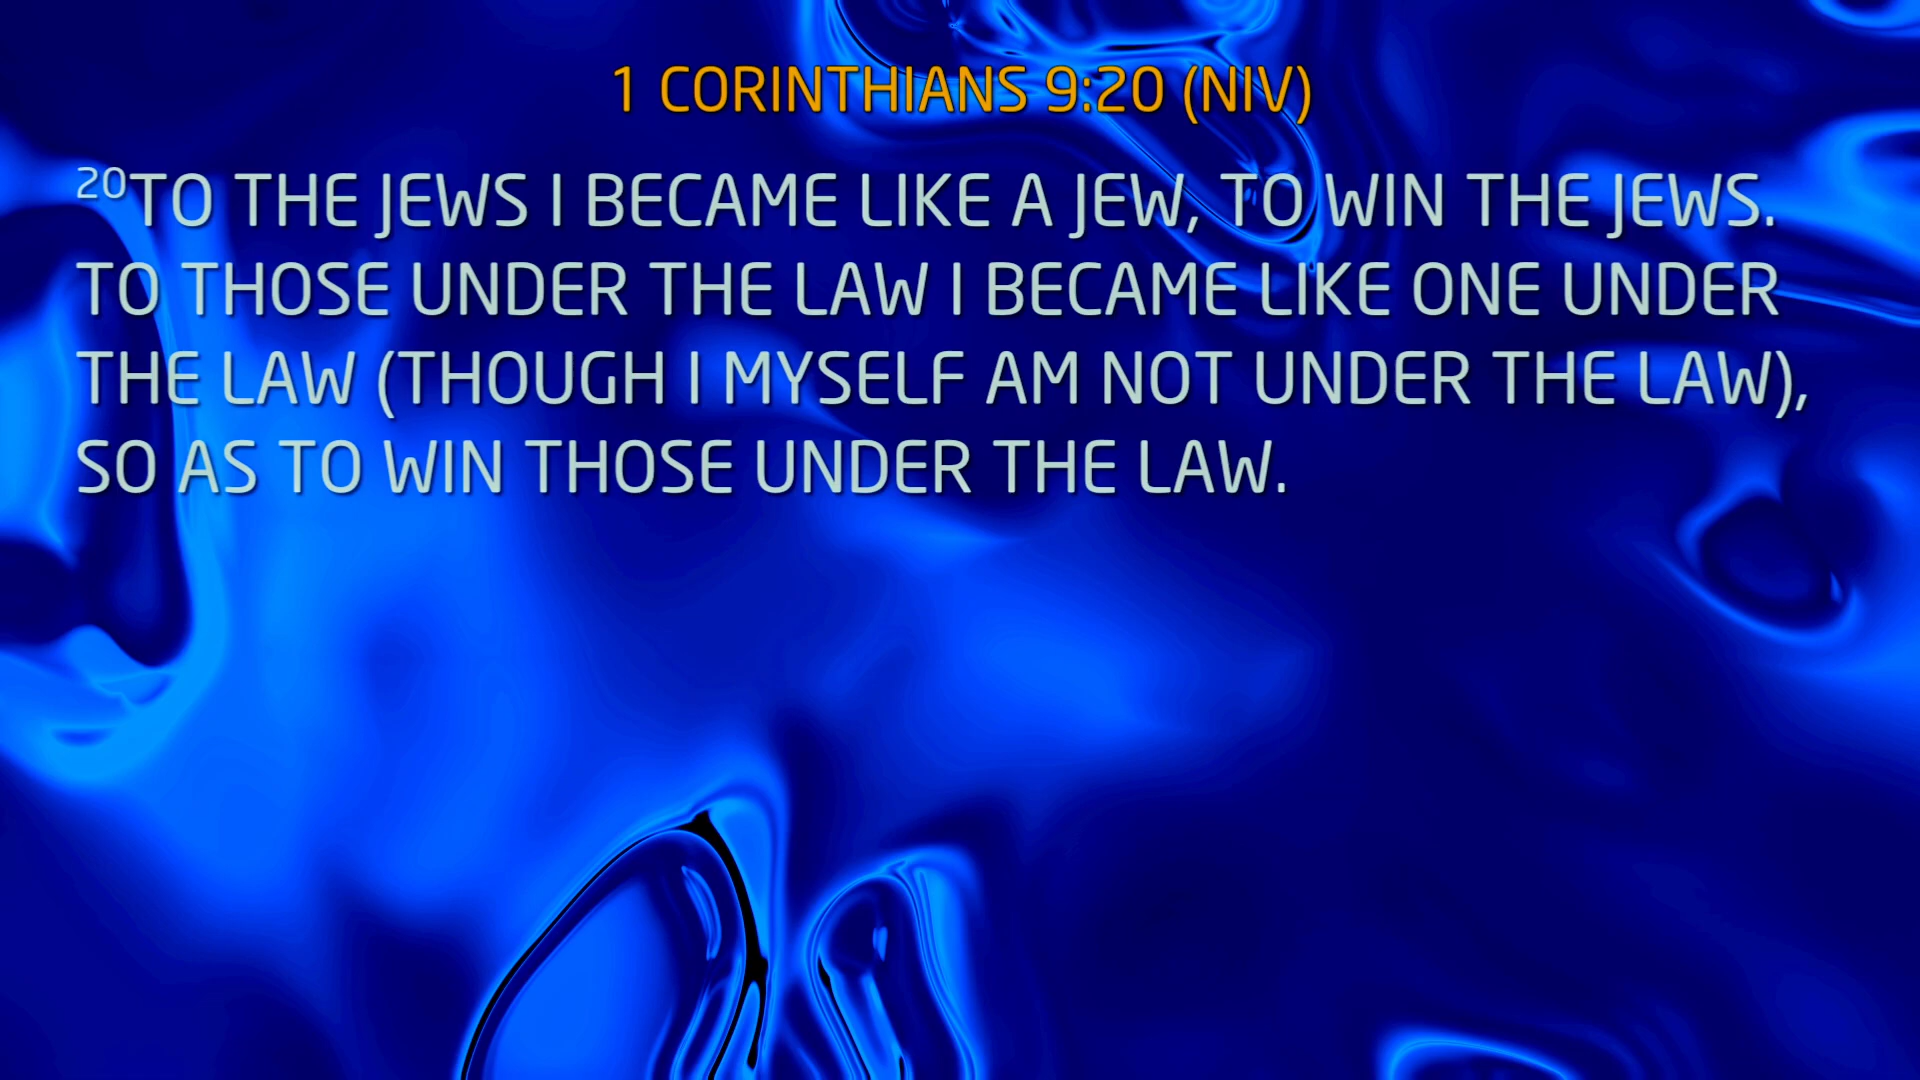 1 CORINTHIANS 9:20 (NIV)
20TO THE JEWS I BECAME LIKE A JEW, TO WIN THE JEWS.
TO THOSE UNDER THE LAW I BECAME LIKE ONE UNDER
THE LAW (THOUGH I MYSELF AM NOT UNDER THE LAW),
SO AS TO WIN THOSE UNDER THE LAW.